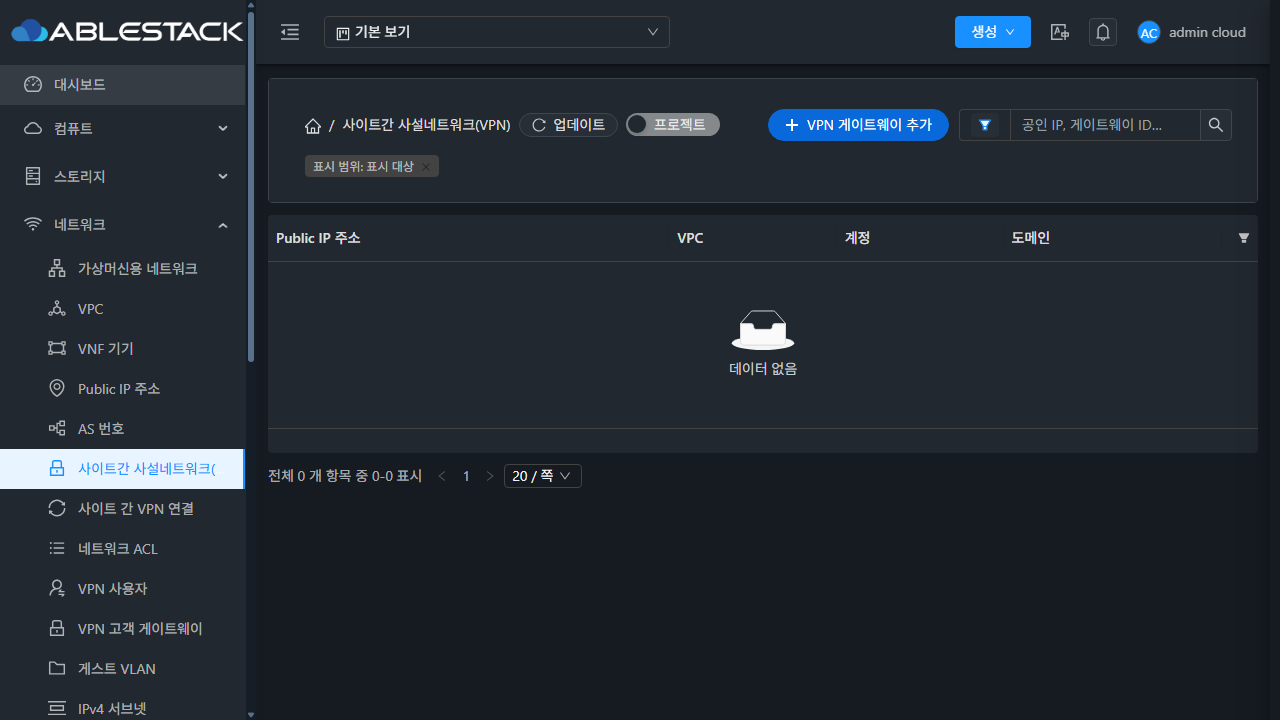 ABLESTACK
기본 보기
생성
AC
admin cloud
대시보드
컴퓨트
스토리지
네트워크
가상머신용 네트워크
VPC
VNF 기기
Public IP 주소
AS 번호
사이트간 사설네트워크(
사이트 간 VPN 연결
네트워크 ACL
VPN 사용자
VPN 고객 게이트웨이
게스트 VLAN
IPv4 서브넷
/ 사이트간 사설네트워크(VPN)
업데이트
프로젝트
VPN 게이트웨이 추가
공인 IP, 게이트웨이 ID...
표시 범위: 표시 대상
Public IP 주소 VPC 계정 도메인
데이터 없음
전체 0 개 항목 중 0-0 표시
1
20 / 쪽